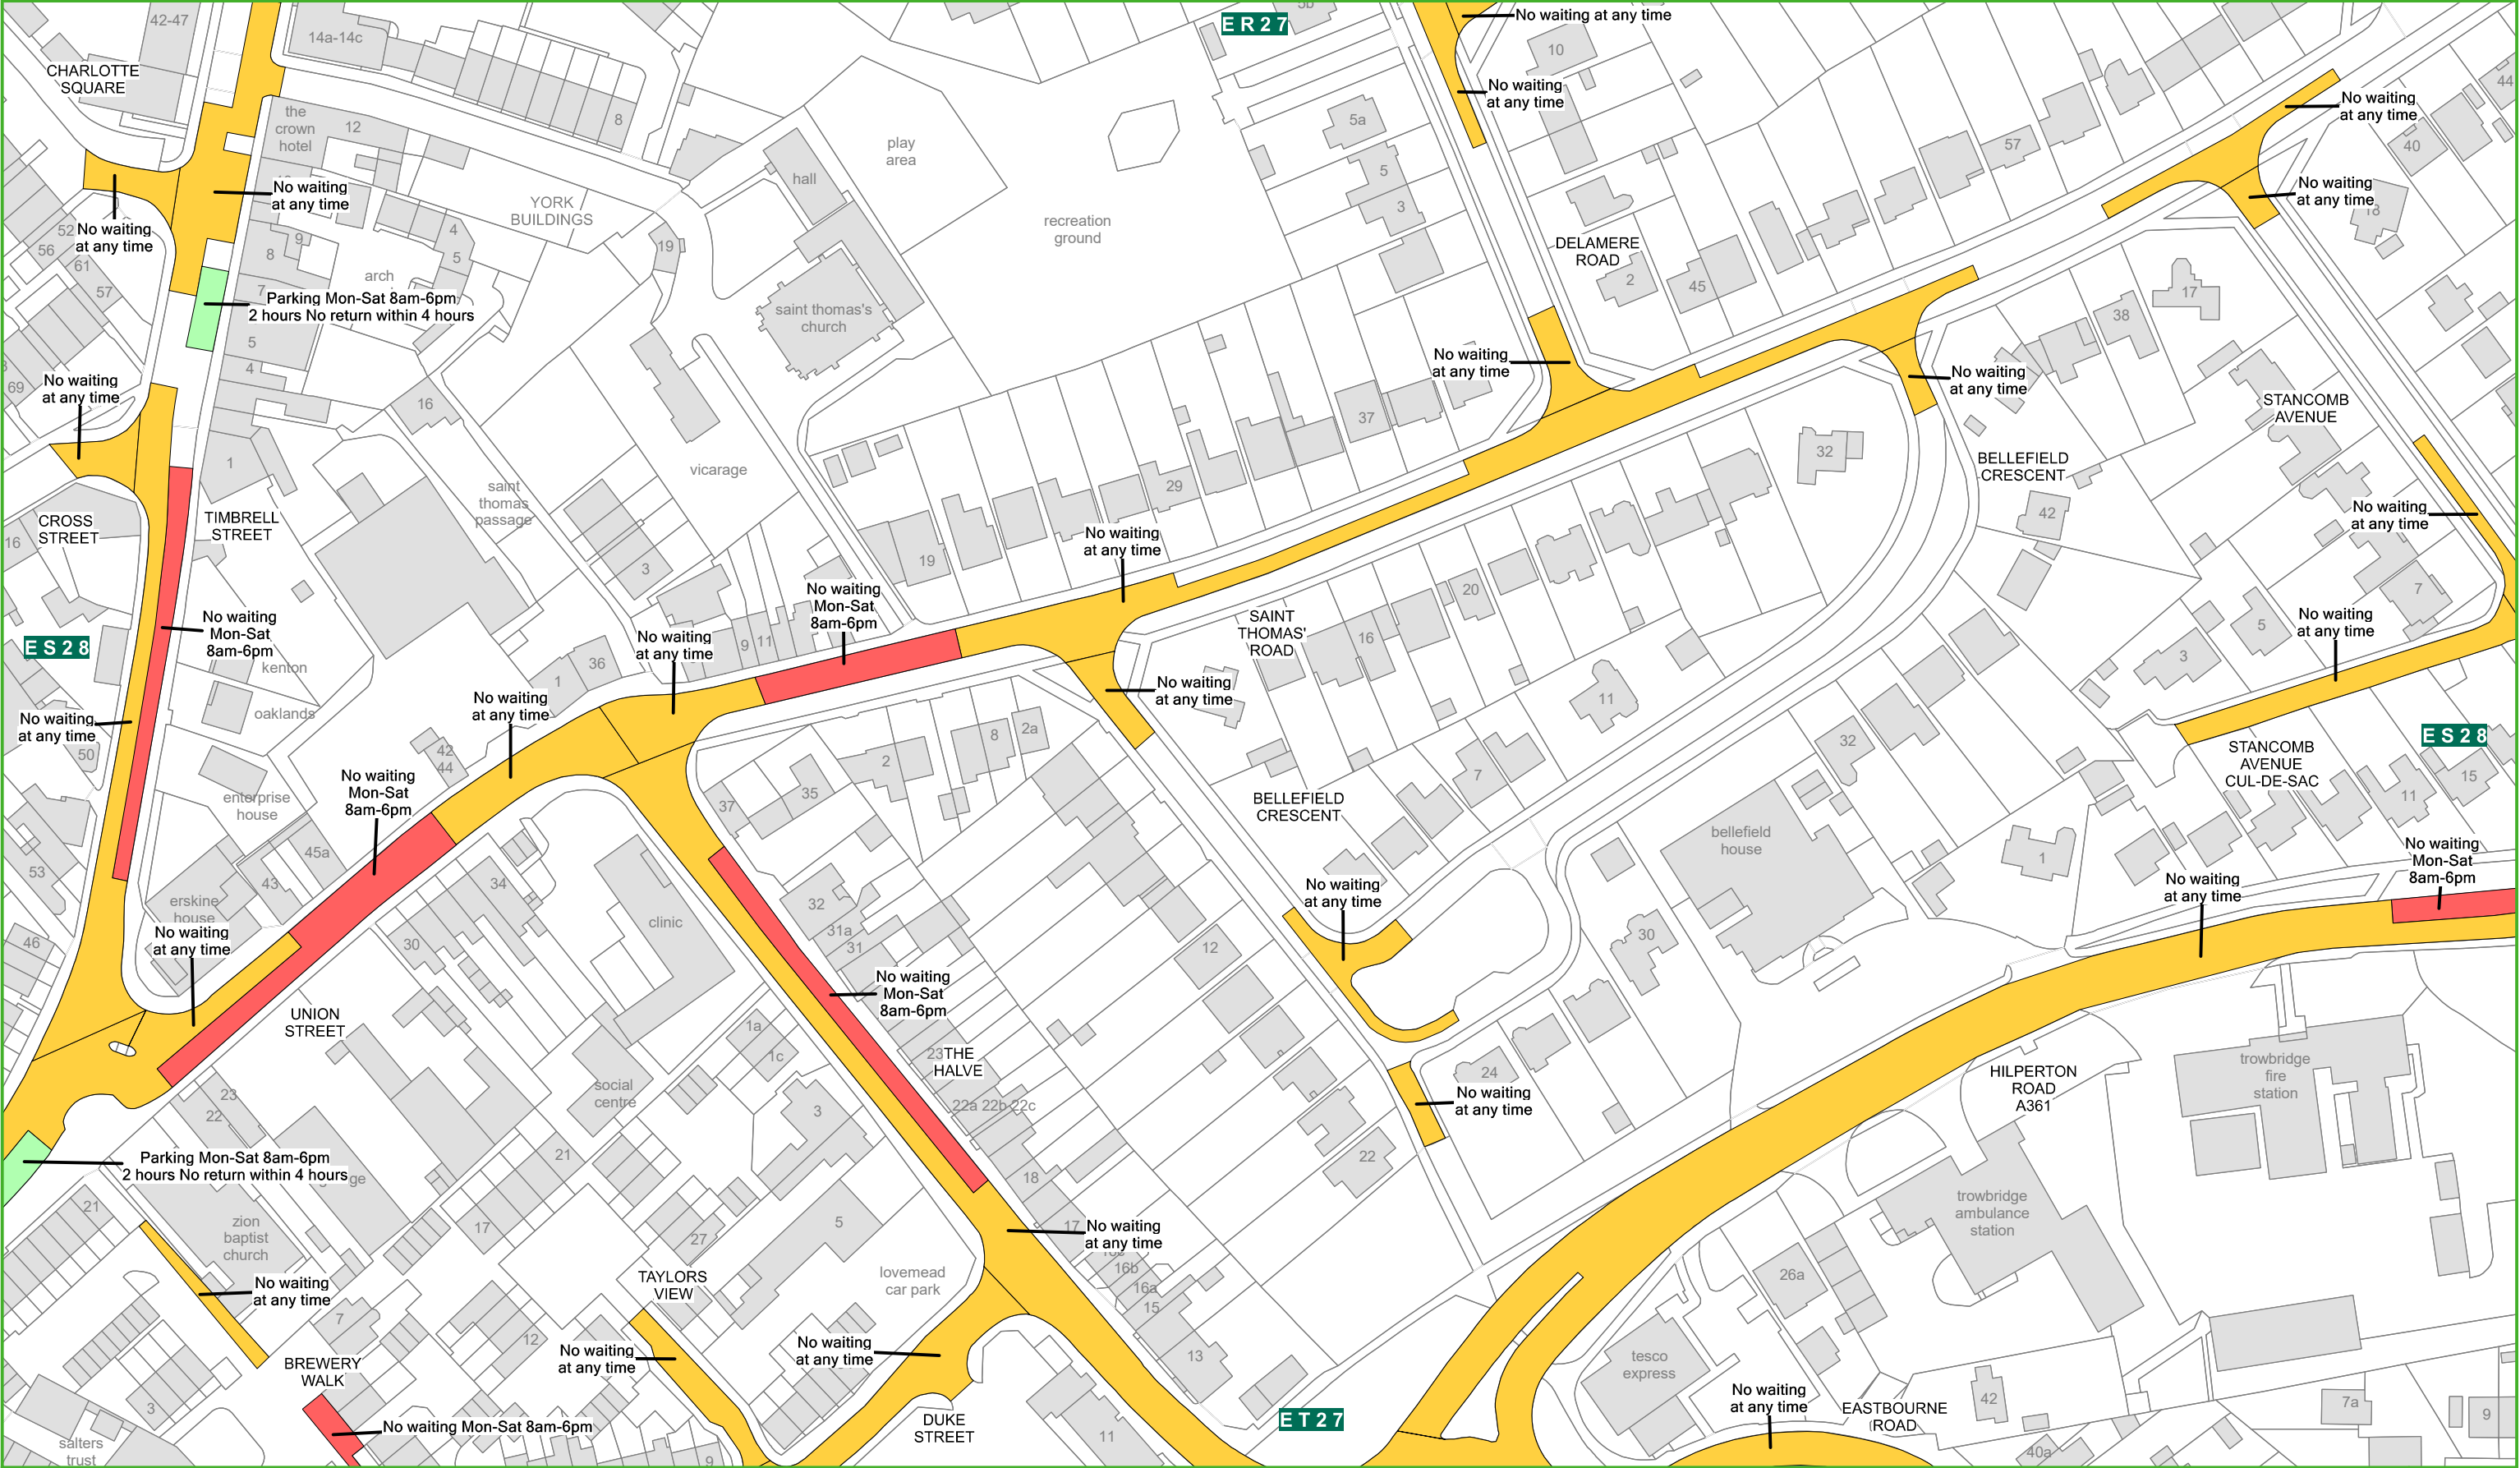 42-47
CHARLOTTE
SQUARE
14a-14c
8
the
crown
hotel
12
E R 2 7
No waiting at any time
10
No waiting
at any time
44
No waiting
at any time
40
57
5a
5
3
play
area
hall
YORK
BUILDINGS
recreation
ground
No waiting
at any time
No waiting
at any time
52
56
61
57
4
5
9
8
7
19
arch
Parking Mon-Sat 8am-6pm
2 hours No return within 4 hours
saint thomas's
church
DELAMERE
ROAD
2
45
No waiting
at any time
18
17
38
5
4
69
No waiting
at any time
16
No waiting
at any time
37
No waiting
at any time
STANCOMB
AVENUE
32
BELLEFIELD
CRESCENT
42
1
vicarage
saint
thomas
passage
29
CROSS
STREET
16
TIMBRELL
STREET
No waiting
at any time
No waiting
at any time
19
3
20
16
7
E S 2 8
No waiting
Mon-Sat
8am-6pm
kenton
oaklands
No waiting
Mon-Sat
8am-6pm
No waiting
at any time
9
11
36
1
SAINT
THOMAS'
ROAD
No waiting
at any time
5
3
No waiting
at any time
No waiting
at any time
50
No waiting
at any time
11
42
44
2
8
2a
7
32
E S 2 8
STANCOMB
AVENUE
CUL-DE-SAC
11
15
No waiting
Mon-Sat
8am-6pm
enterprise
house
45a
43
37
35
BELLEFIELD
CRESCENT
bellefield
house
1
No waiting
Mon-Sat
8am-6pm
53
erskine
house
34
32
31a
31
clinic
No waiting
at any time
No waiting
at any time
46
No waiting
at any time
30
12
30
No waiting
Mon-Sat
8am-6pm
UNION
STREET
1a
1c
23
THE
HALVE
24
No waiting
at any time
HILPERTON
ROAD
A361
trowbridge
fire
station
23
22
social
centre
3
22a 22b 22c
Parking Mon-Sat 8am-6pm
2 hours No return within 4 hours
21
18
22
21
zion
baptist
church
17
27
5
17
No waiting
at any time
trowbridge
ambulance
station
No waiting
at any time
TAYLORS
VIEW
lovemead
car park
16b
16a
15
26a
7
12
No waiting
at any time
No waiting
at any time
13
tesco
express
BREWERY
WALK
3
No waiting Mon-Sat 8am-6pm
DUKE
STREET
11
E T 2 7
No waiting
at any time
EASTBOURNE
ROAD
42
7a
9
salters
trust
9
40a